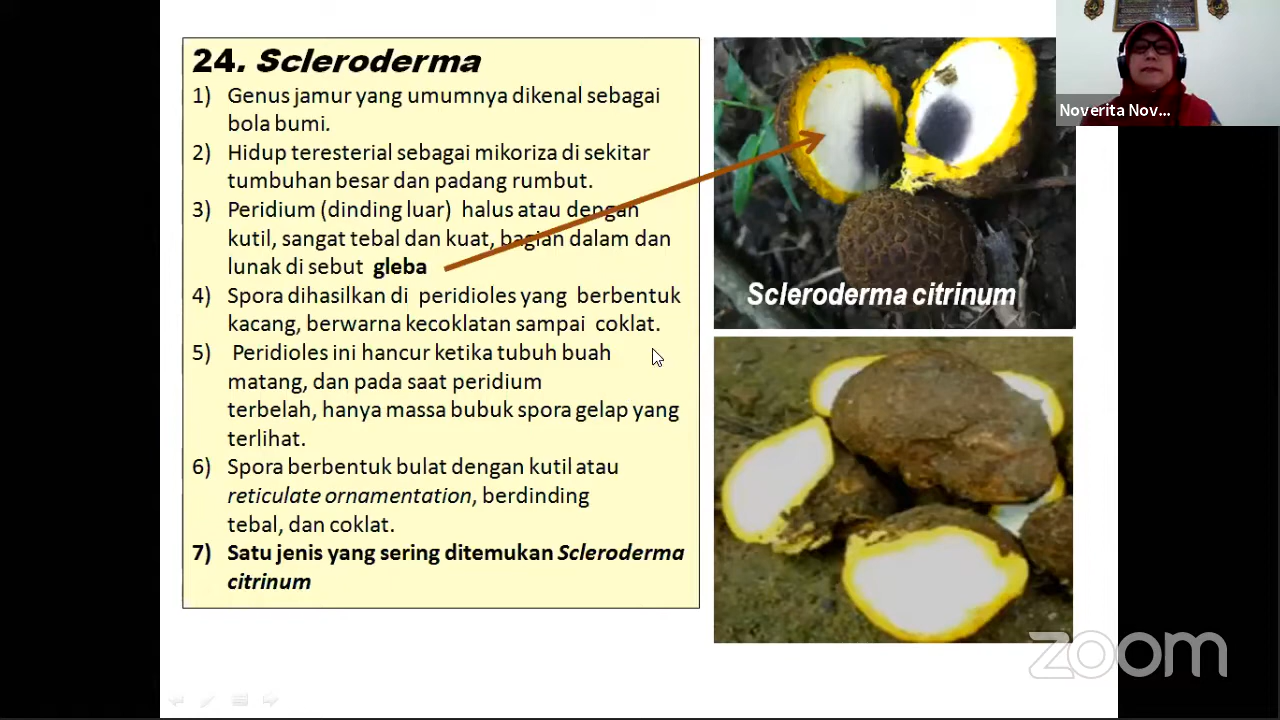 24. Scleroderma
1) Genus jamur yang umumnya dikenal sebagai
bola bumi.
2) Hidup teresterial sebagai mikoriza di sekitar
tumbuhan besar dan padang rumbut.
3) Peridium (dinding luar) halus atau dengan
kutil, sangat tebal dan kuat, bagian dalam dan
lunak di sebut gleba
4) Spora dihasilkan di peridioles yang berbentuk
kacang, berwarna kecoklatan sampai coklat.
5) Peridioles ini hancur ketika tubuh buah
matang, dan pada saat peridium
terbelah, hanya massa bubuk spora gelap yang
terlihat.
6) Spora berbentuk bulat dengan kutil atau
reticulate ornamentation, berdinding
tebal, dan coklat.
7) Satu jenis yang sering ditemukan Scleroderma
citrinum
Scleroderma citrinum
Noverita Nov...
zoom